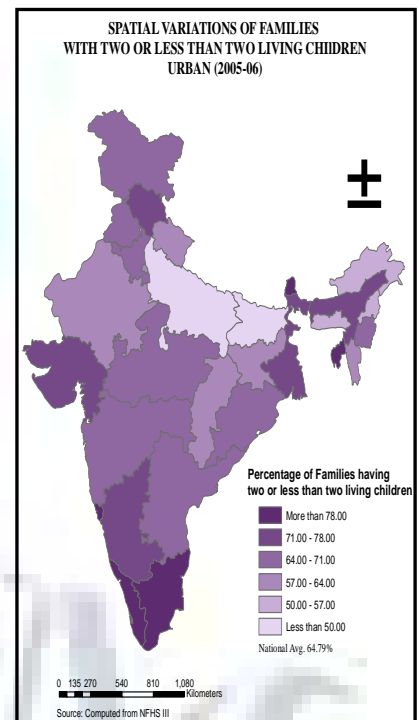 SPATIAL VARIATIONS OF FAMILIES
WITH TWO OR LESS THAN TWO LIVING CHIIDREN
URBAN (2005-06)
Percentage of Families having
two or less than two living children
More than 78.00
71.00 - 78.00
64.00 - 71.00
57.00 - 64.00
50.00 - 57.00
Less than 50.00
National Avg. 64.79%
0 135 270 540 810 1,080
Kilometers
Source: Computed from NFHS III